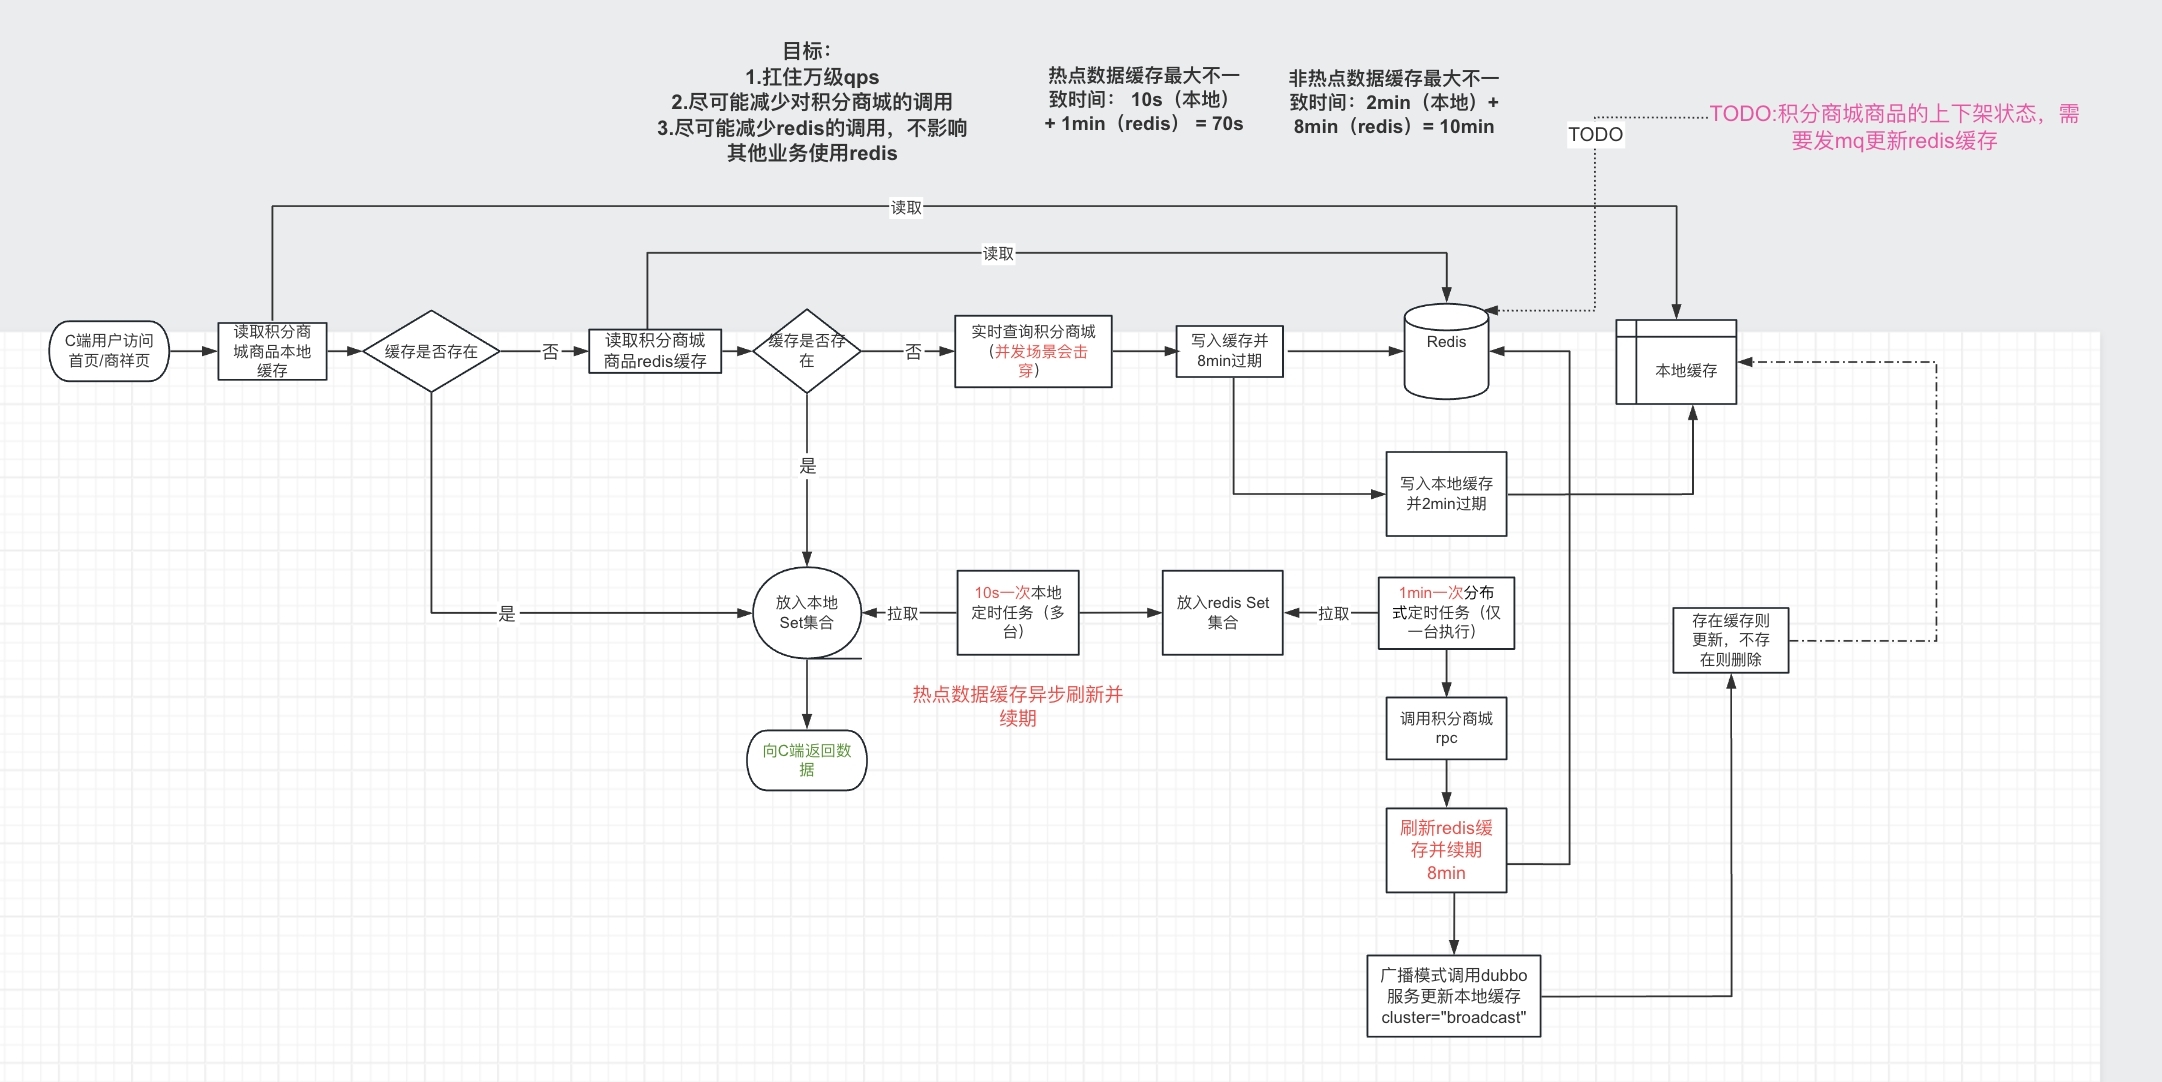 目标：
1.扛住万级qps
2.尽可能减少对积分商城的调用
3.尽可能减少redis的调用，不影响
其他业务使用redis
热点数据缓存最大不一
致时间： 10s（本地）
+ 1min（redis） = 70s
非热点数据缓存最大不一
致时间：2min（本地）+
8min（redis）= 10min
TODO:积分商城商品的上下架状态，需
要发mq更新redis缓存
TODO
读取
读取
C端用户访问
首页/商祥页
读取积分商
城商品本地
缓存
缓存是否存在
否
读取积分商城
商品redis缓存
缓存是否存
在
否
实时查询积分商城
（并发场景会击
穿）
写入缓存并
8min过期
Redis
本地缓存
是
写入本地缓存
并2min过期
是
放入本地
Set集合
拉取
10s一次本地
定时任务（多
台）
放入redis Set
集合
拉取
1min一次分布
式定时任务（仅
一台执行）
存在缓存则
更新，不存
在则删除
热点数据缓存异步刷新并
续期
调用积分商城
rpc
向C端返回数
据
刷新redis缓
存并续期
8min
广播模式调用dubbo
服务更新本地缓存
cluster="broadcast"